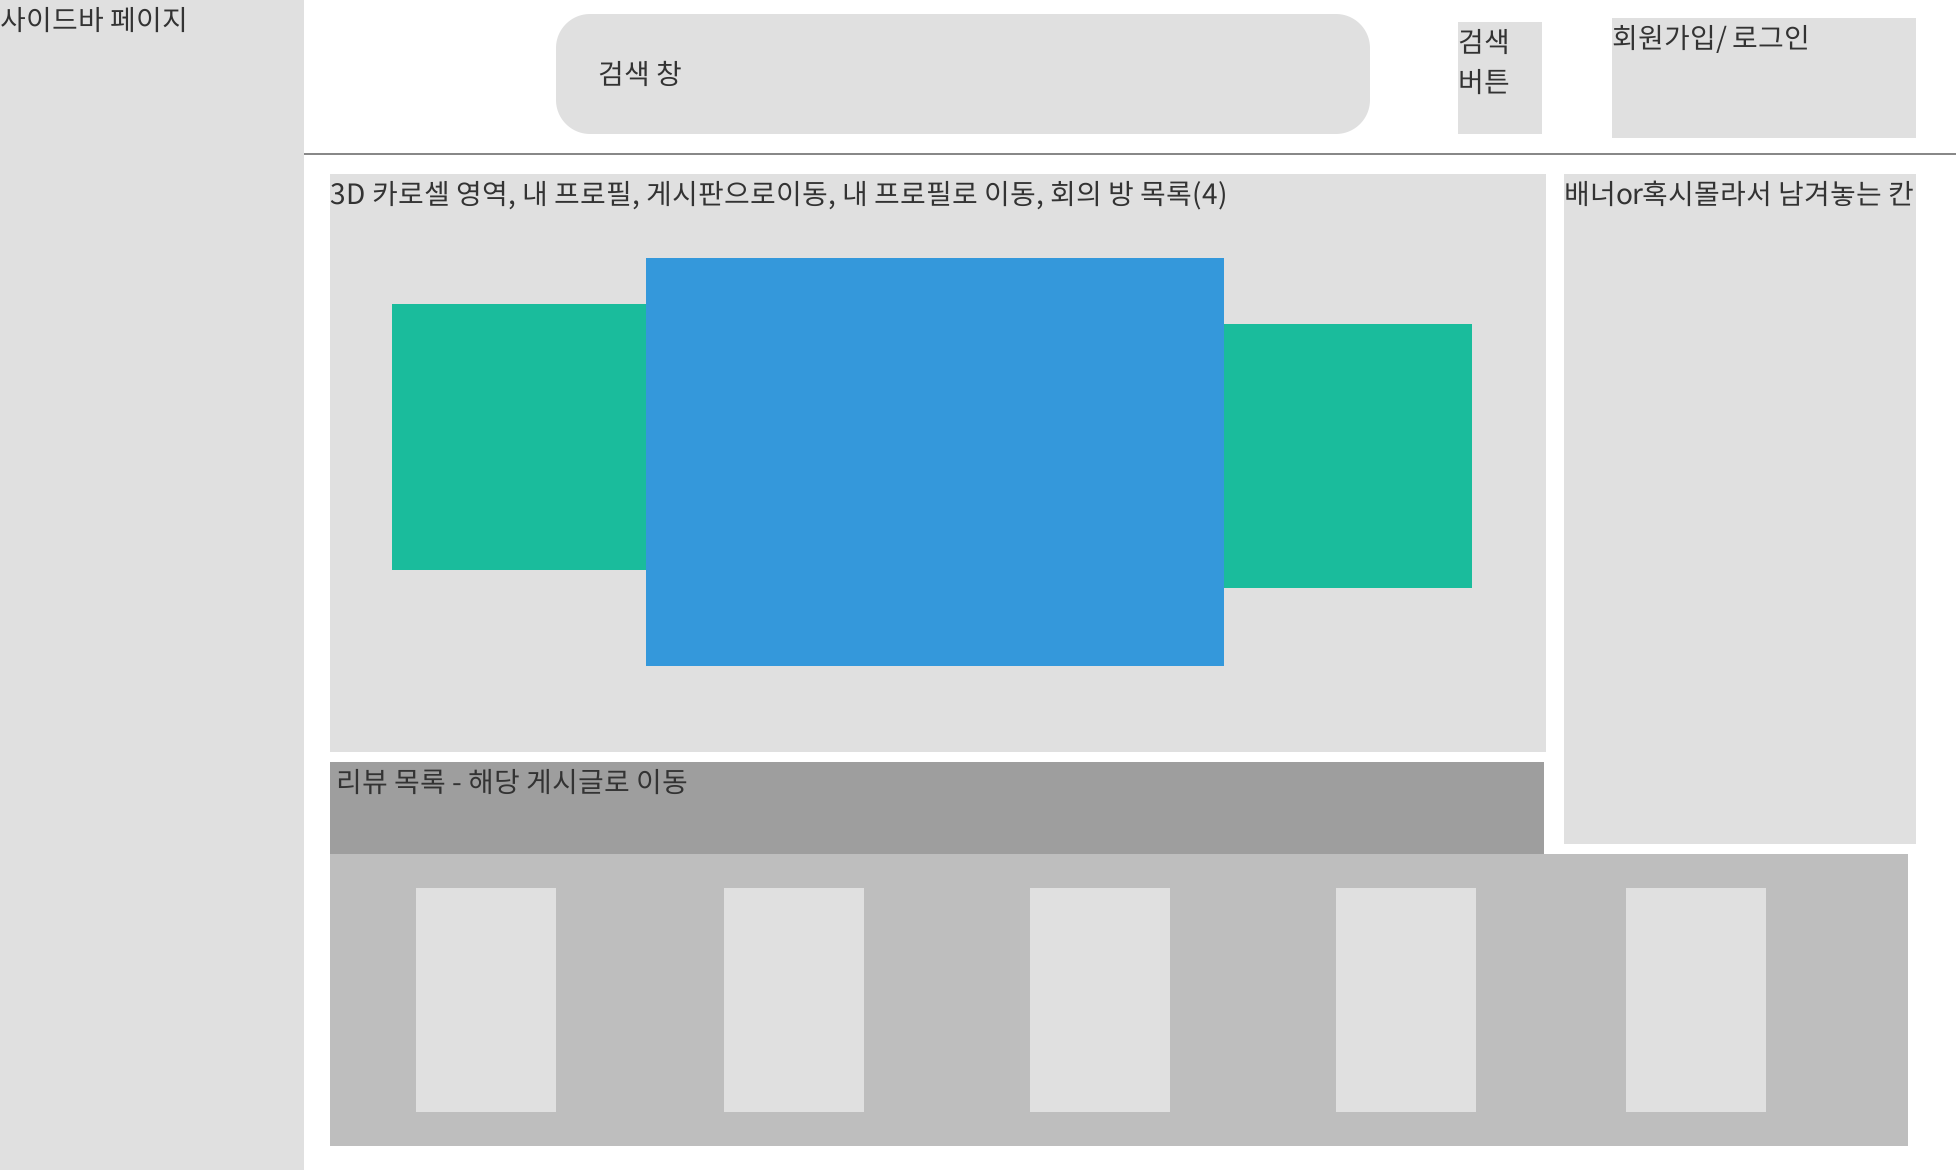 사이드바 페이지
검색 창
검색
버튼
회원가입/ 로그인
3D 카로셀 영역, 내 프로필, 게시판으로이동, 내 프로필로 이동, 회의 방 목록(4)
배너or혹시몰라서 남겨놓는 칸
리뷰 목록 - 해당 게시글로 이동